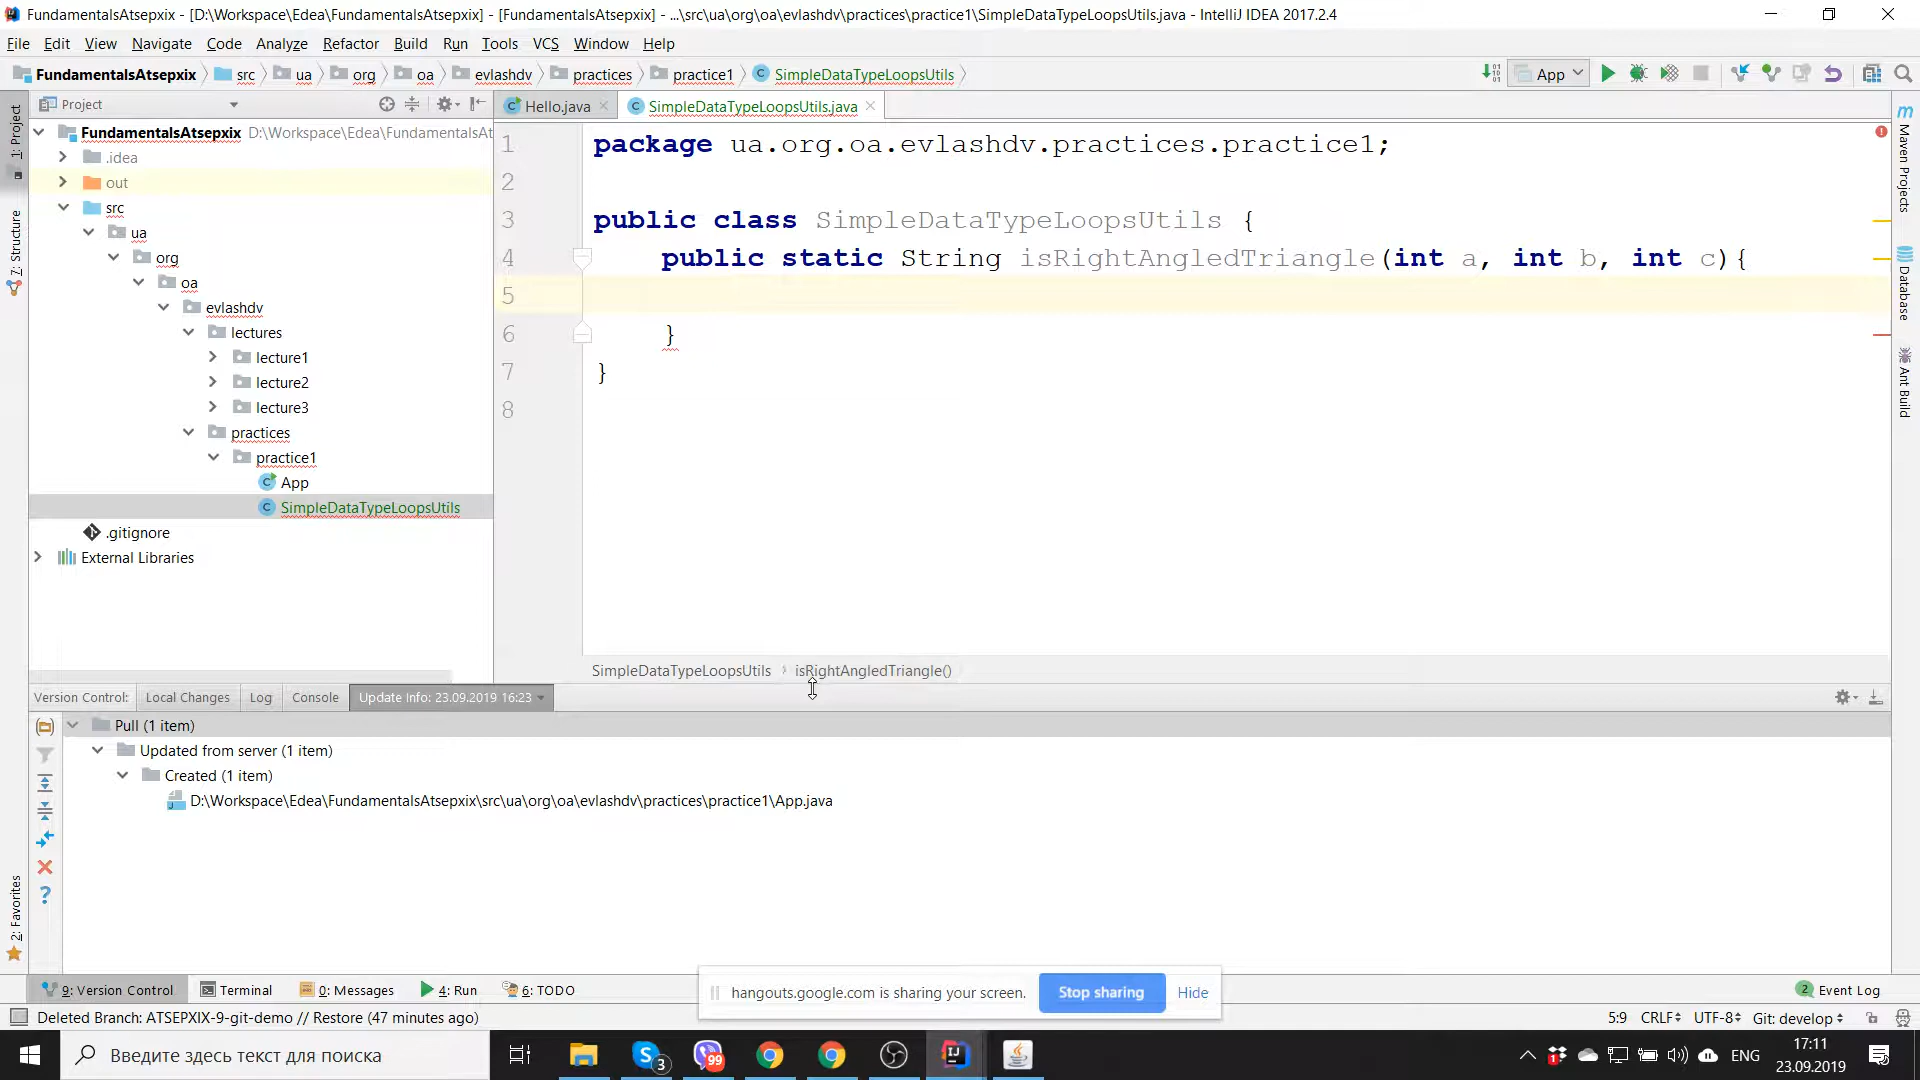 FundamentalsAtsepxix - [D:\Workspace\Edea\FundamentalsAtsepxix] - [FundamentalsAtsepxix] - ...\src\ua\org\oa\evlashdv\practices\practice1\SimpleDataTypeLoopsUtils.java - IntelliJ IDEA 2017.2.4
File Edit View Navigate Code Analyze Refactor Build Run Tools VCS Window Help
FundamentalsAtsepxix src ua org oa evlashdv practices practice1 SimpleDataTypeLoopsUtils App
Project Hello.java SimpleDataTypeLoopsUtils.java
1: Project
7: Structure
2: Favorites
FundamentalsAtsepxix D:\Workspace\Edea\FundamentalsAt
.idea
out
src
ua
org
oa
evlashdv
lectures
lecture1
lecture2
lecture3
practices
practice1
App
SimpleDataTypeLoopsUtils
.gitignore
External Libraries
1 package ua.org.oa.evlashdv.practices.practice1;
2
3 public class SimpleDataTypeLoopsUtils {
4 public static String isRightAngledTriangle(int a, int b, int c){
5
6 }
7 }
8
Maven Projects
Database
Ant Build
SimpleDataTypeLoopsUtils isRightAngledTriangle()
Version Control: Local Changes Log Console Update Info: 23.09.2019 16:23
Pull (1 item)
Updated from server (1 item)
Created (1 item)
D:\Workspace\Edea\FundamentalsAtsepxix\src\ua\org\oa\evlashdv\practices\practice1\App.java
9: Version Control Terminal 0: Messages 4: Run 6: TODO 2 Event Log
hangouts.google.com is sharing your screen. Stop sharing Hide
Deleted Branch: ATSEPXIX-9-git-demo // Restore (47 minutes ago) 5:9 CRLF UTF-8 Git: develop
Введите здесь текст для поиска 3 99 ENG 17:11
23.09.2019